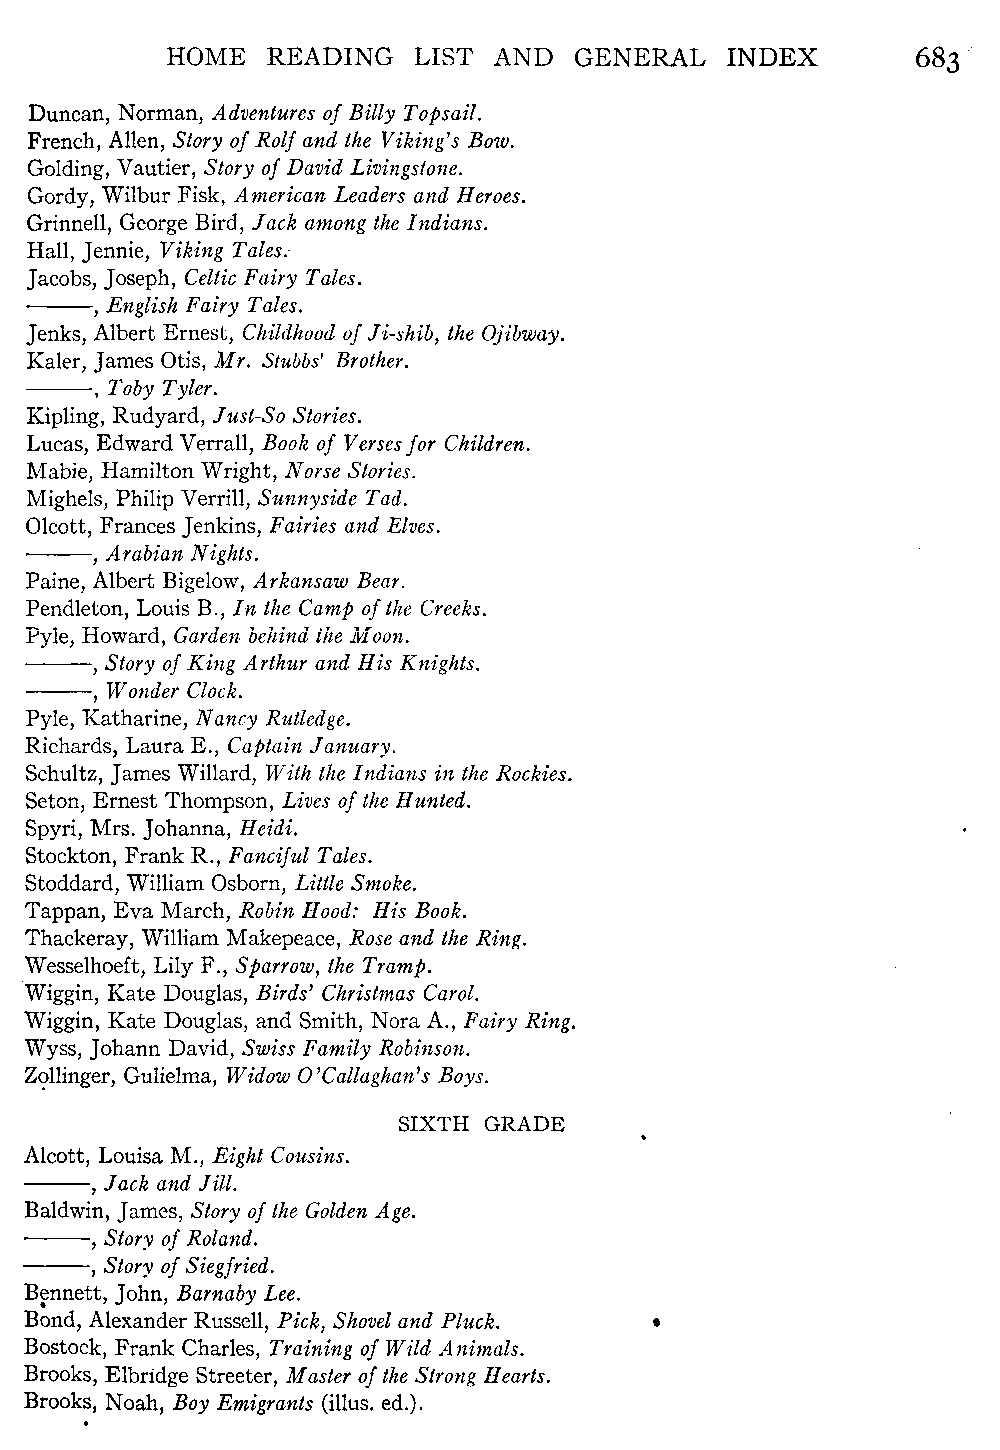 HOME READING LIST AND GENERAL INDEX 683
Duncan, Norman, Adventures of Billy Topsail.
French, Allen, Story of Rolf and the Viking's Bow.
Golding, Vautier, Story of David Livingstone.
Gordy, Wilbur Fisk, American Leaders and Heroes.
Grinnell, George Bird, Jack among the Indians.
Hall, Jennie, Viking Tales.
Jacobs, Joseph, Celtic Fairy Tales.
———, English Fairy Tales.
Jenks, Albert Ernest, Childhood of Ji-shib, the Ojibway.
Kaler, James Otis, Mr. Stubbs' Brother.
———, Toby Tyler.
Kipling, Rudyard, Just-So Stories.
Lucas, Edward Verrall, Book of Verses for Children.
Mabie, Hamilton Wright, Norse Stories.
Mighels, Philip Verrill, Sunnyside Tad.
Olcott, Frances Jenkins, Fairies and Elves.
———, Arabian Nights.
Paine, Albert Bigelow, Arkansaw Bear.
Pendleton, Louis B., In the Camp of the Creeks.
Pyle, Howard, Garden behind the Moon.
———, Story of King Arthur and His Knights.
———, Wonder Clock.
Pyle, Katharine, Nancy Rutledge.
Richards, Laura E., Captain January.
Schultz, James Willard, With the Indians in the Rockies.
Seton, Ernest Thompson, Lives of the Hunted.
Spyri, Mrs. Johanna, Heidi.
Stockton, Frank R., Fanciful Tales.
Stoddard, William Osborn, Little Smoke.
Tappan, Eva March, Robin Hood: His Book.
Thackeray, William Makepeace, Rose and the Ring.
Wesselhoeft, Lily F., Sparrow, the Tramp.
Wiggin, Kate Douglas, Birds' Christmas Carol.
Wiggin, Kate Douglas, and Smith, Nora A., Fairy Ring.
Wyss, Johann David, Swiss Family Robinson.
Zollinger, Gulielma, Widow O'Callaghan's Boys.
SIXTH GRADE
Alcott, Louisa M., Eight Cousins.
———, Jack and Jill.
Baldwin, James, Story of the Golden Age.
———, Story of Roland.
———, Story of Siegfried.
Bennett, John, Barnaby Lee.
Bond, Alexander Russell, Pick, Shovel and Pluck.
Bostock, Frank Charles, Training of Wild Animals.
Brooks, Elbridge Streeter, Master of the Strong Hearts.
Brooks, Noah, Boy Emigrants (illus. ed.).